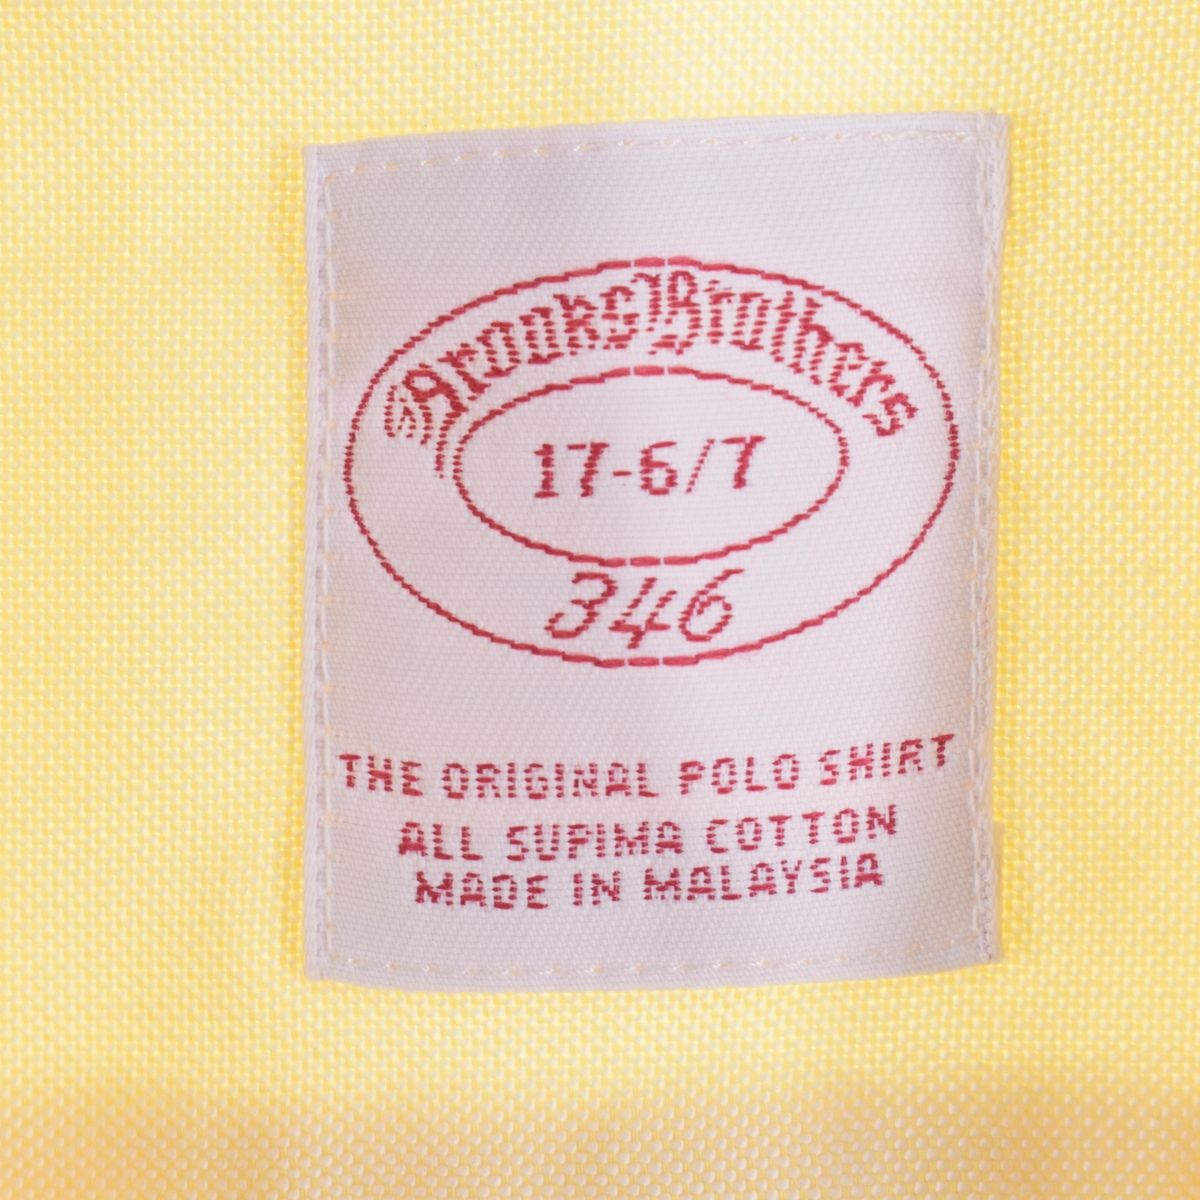 Brooks Brothers
17-6/7
346
THE ORIGINAL POLO SHIRT
ALL SUPIMA COTTON
MADE IN MALAYSIA